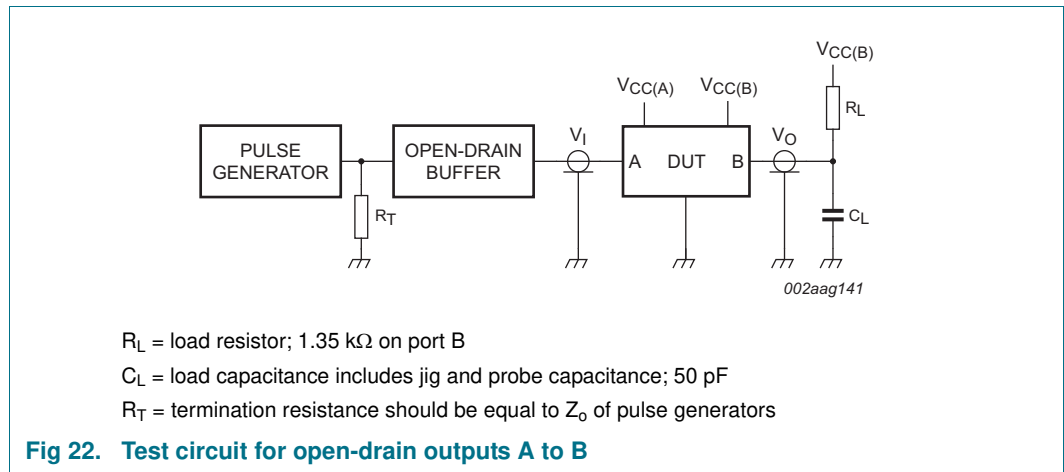 VCC(B)
VCC(A) VCC(B)
RL
VI VO
PULSE GENERATOR
OPEN-DRAIN BUFFER
A DUT B
RT
CL
002aag141
RL = load resistor; 1.35 kΩ on port B
CL = load capacitance includes jig and probe capacitance; 50 pF
RT = termination resistance should be equal to Zo of pulse generators
Fig 22. Test circuit for open-drain outputs A to B